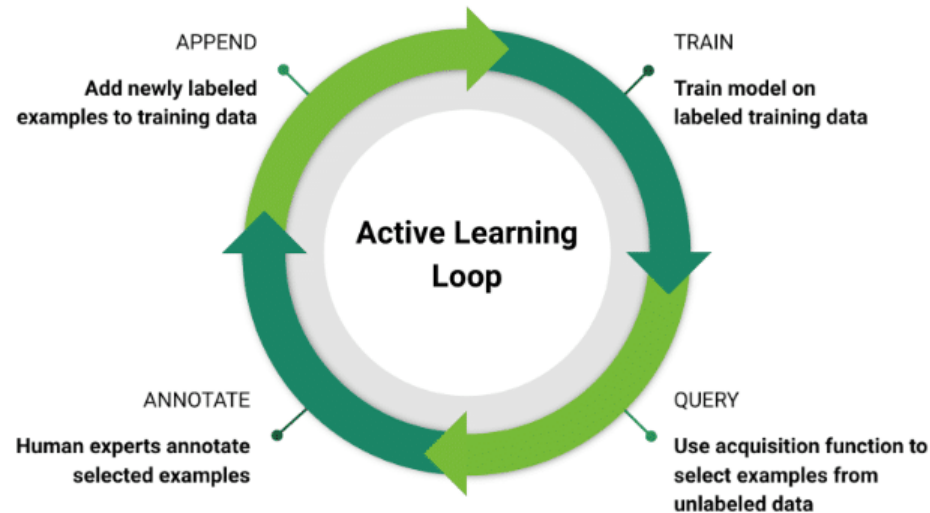 APPEND
Add newly labeled
examples to training data
TRAIN
Train model on
labeled training data
Active Learning
Loop
ANNOTATE
Human experts annotate
selected examples
QUERY
Use acquisition function to
select examples from
unlabeled data